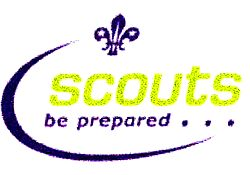 scouts
be prepared . . .